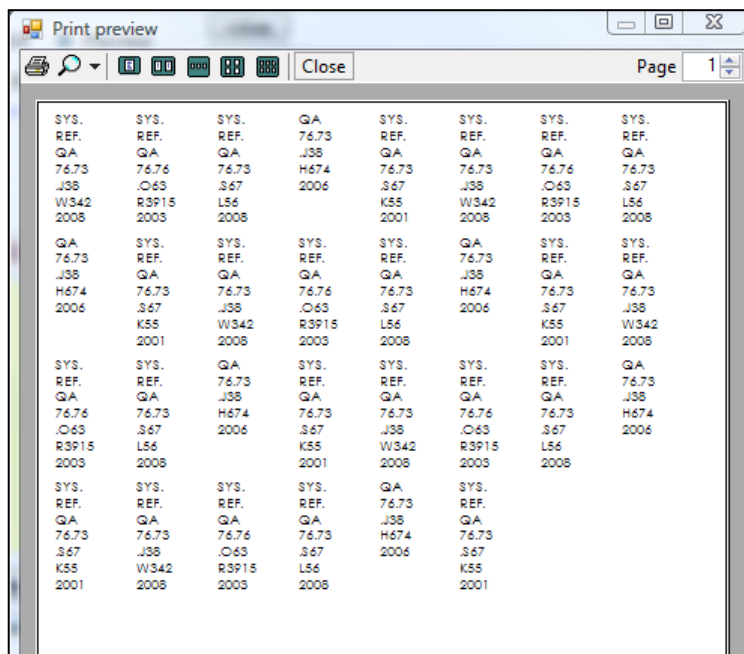 Print preview
Close Page 1
SYS. SYS. SYS. QA SYS. SYS. SYS. SYS.
REF. REF. REF. 76.73 REF. REF. REF. REF.
QA QA QA .J38 QA QA QA QA
76.73 76.76 76.73 H674 76.73 76.73 76.76 76.73
.J38 .O63 .S67 2006 .S67 .J38 .O63 .S67
W342 R3915 L56 K55 W342 R3915 L56
2008 2003 2008 2001 2008 2003 2008
QA SYS. SYS. SYS. SYS. QA SYS. SYS.
76.73 REF. REF. REF. REF. 76.73 REF. REF.
.J38 QA QA QA QA .J38 QA QA
H674 76.73 76.73 76.76 76.73 H674 76.73 76.73
2006 .S67 .J38 .O63 .S67 2006 .S67 .J38
K55 W342 R3915 L56 K55 W342
2001 2008 2003 2008 2001 2008
SYS. SYS. QA SYS. SYS. SYS. SYS. QA
REF. REF. 76.73 REF. REF. REF. REF. 76.73
QA QA .J38 QA QA QA QA .J38
76.76 76.73 H674 76.73 76.73 76.76 76.73 H674
.O63 .S67 2006 .S67 .J38 .O63 .S67 2006
R3915 L56 K55 W342 R3915 L56
2003 2008 2001 2008 2003 2008
SYS. SYS. SYS. SYS. QA SYS.
REF. REF. REF. REF. 76.73 REF.
QA QA QA QA .J38 QA
76.73 76.73 76.76 76.73 H674 76.73
.S67 .J38 .O63 .S67 2006 .S67
K55 W342 R3915 L56 K55
2001 2008 2003 2008 2001